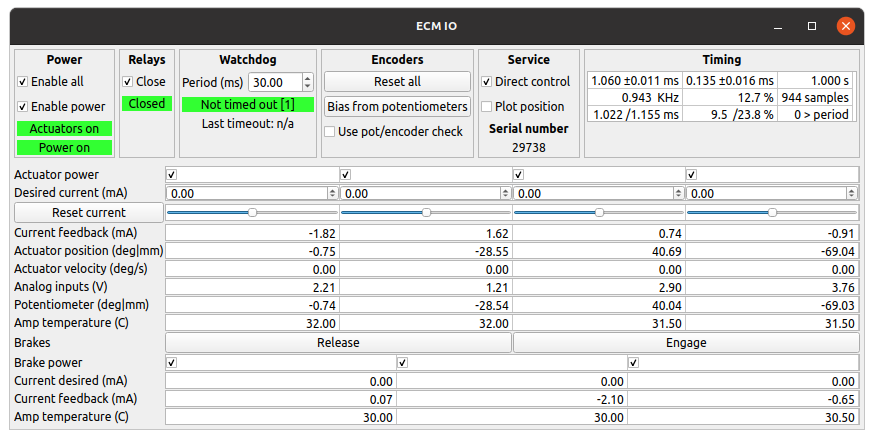 ECM IO
Power
Enable all
Enable power
Actuators on
Power on
Relays
Close
Closed
Watchdog
Period (ms) 30.00
Not timed out [1]
Last timeout: n/a
Encoders
Reset all
Bias from potentiometers
Use pot/encoder check
Service
Direct control
Plot position
Serial number
29738
Timing
1.060 ±0.011 ms 0.135 ±0.016 ms 1.000 s
0.943 KHz 12.7 % 944 samples
1.022 /1.155 ms 9.5 /23.8 % 0 > period
Actuator power
Desired current (mA) 0.00 0.00 0.00 0.00
Reset current
Current feedback (mA) -1.82 1.62 0.74 -0.91
Actuator position (deg|mm) -0.75 -28.55 40.69 -69.04
Actuator velocity (deg/s) 0.00 0.00 0.00 0.00
Analog inputs (V) 2.21 1.21 2.90 3.76
Potentiometer (deg|mm) -0.74 -28.54 40.04 -69.03
Amp temperature (C) 32.00 32.00 31.50 31.50
Brakes Release Engage
Brake power
Current desired (mA) 0.00 0.00 0.00
Current feedback (mA) 0.07 -2.10 -0.65
Amp temperature (C) 30.00 30.00 30.50